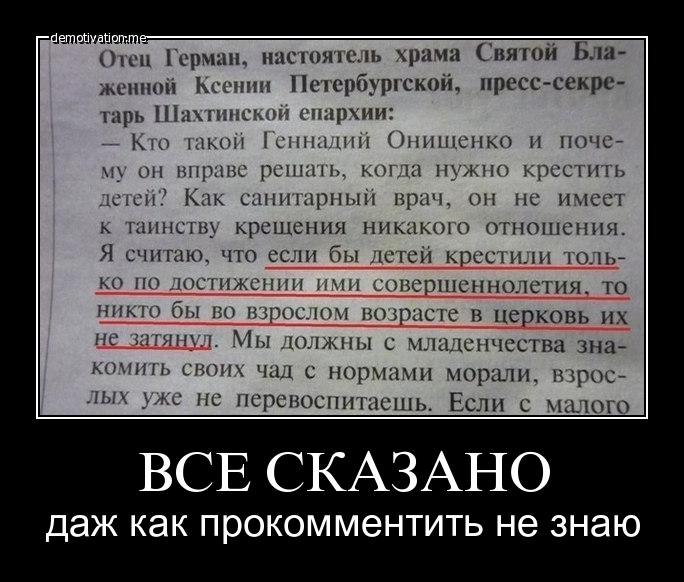 demotivation.me
Отец Герман, настоятель храма Святой Бла-
женной Ксении Петербургской, пресс-секре-
тарь Шахтинской епархии:
— Кто такой Геннадий Онищенко и поче-
му он вправе решать, когда нужно крестить
детей? Как санитарный врач, он не имеет
к таинству крещения никакого отношения.
Я считаю, что если бы детей крестили толь-
ко по достижении ими совершеннолетия, то
никто бы во взрослом возрасте в церковь их
не затянул. Мы должны с младенчества зна-
комить своих чад с нормами морали, взрос-
лых уже не перевоспитаешь. Если с малого
ВСЕ СКАЗАНО
даж как прокомментить не знаю